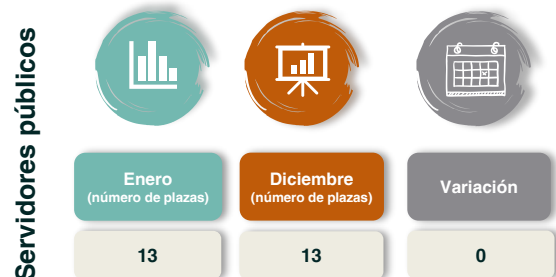 Servidores públicos
Enero
(número de plazas)
Diciembre
(número de plazas)
Variación
13
13
0